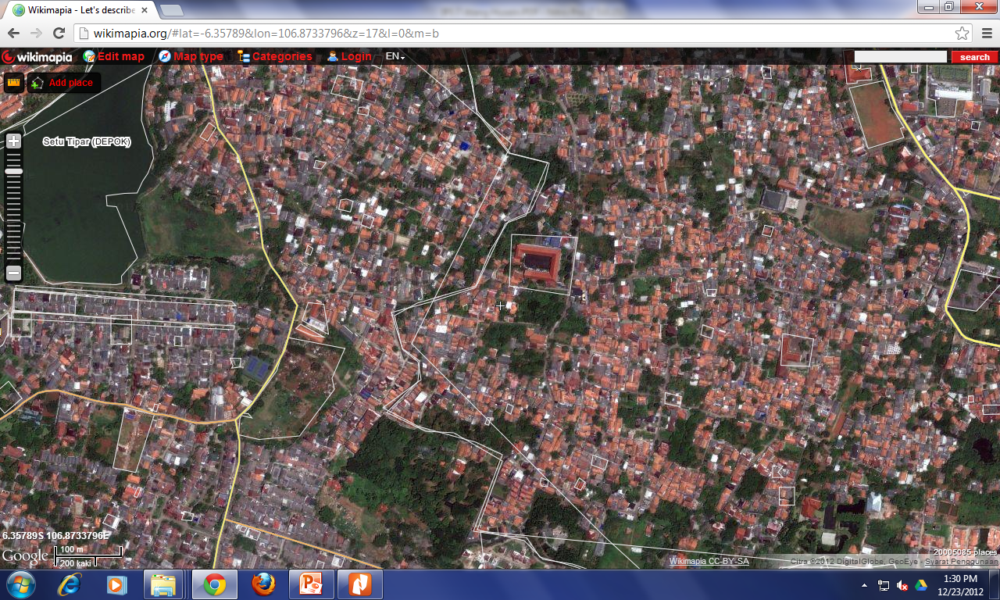 Wikimapia - Let's describe
wikimapia.org/#lat=-6.35789&lon=106.8733796&z=17&l=0&m=b
wikimapia Edit map Map type Categories Login EN search
Add place
Setu Tipar (DEPOK)
6.35789S 106.8733796E
Google 100 m
200 kaki
20005085 places
Wikimapia CC-BY-SA Citra ©2012 DigitalGlobe, GeoEye - Syarat Penggunaan
1:30 PM
12/23/2012